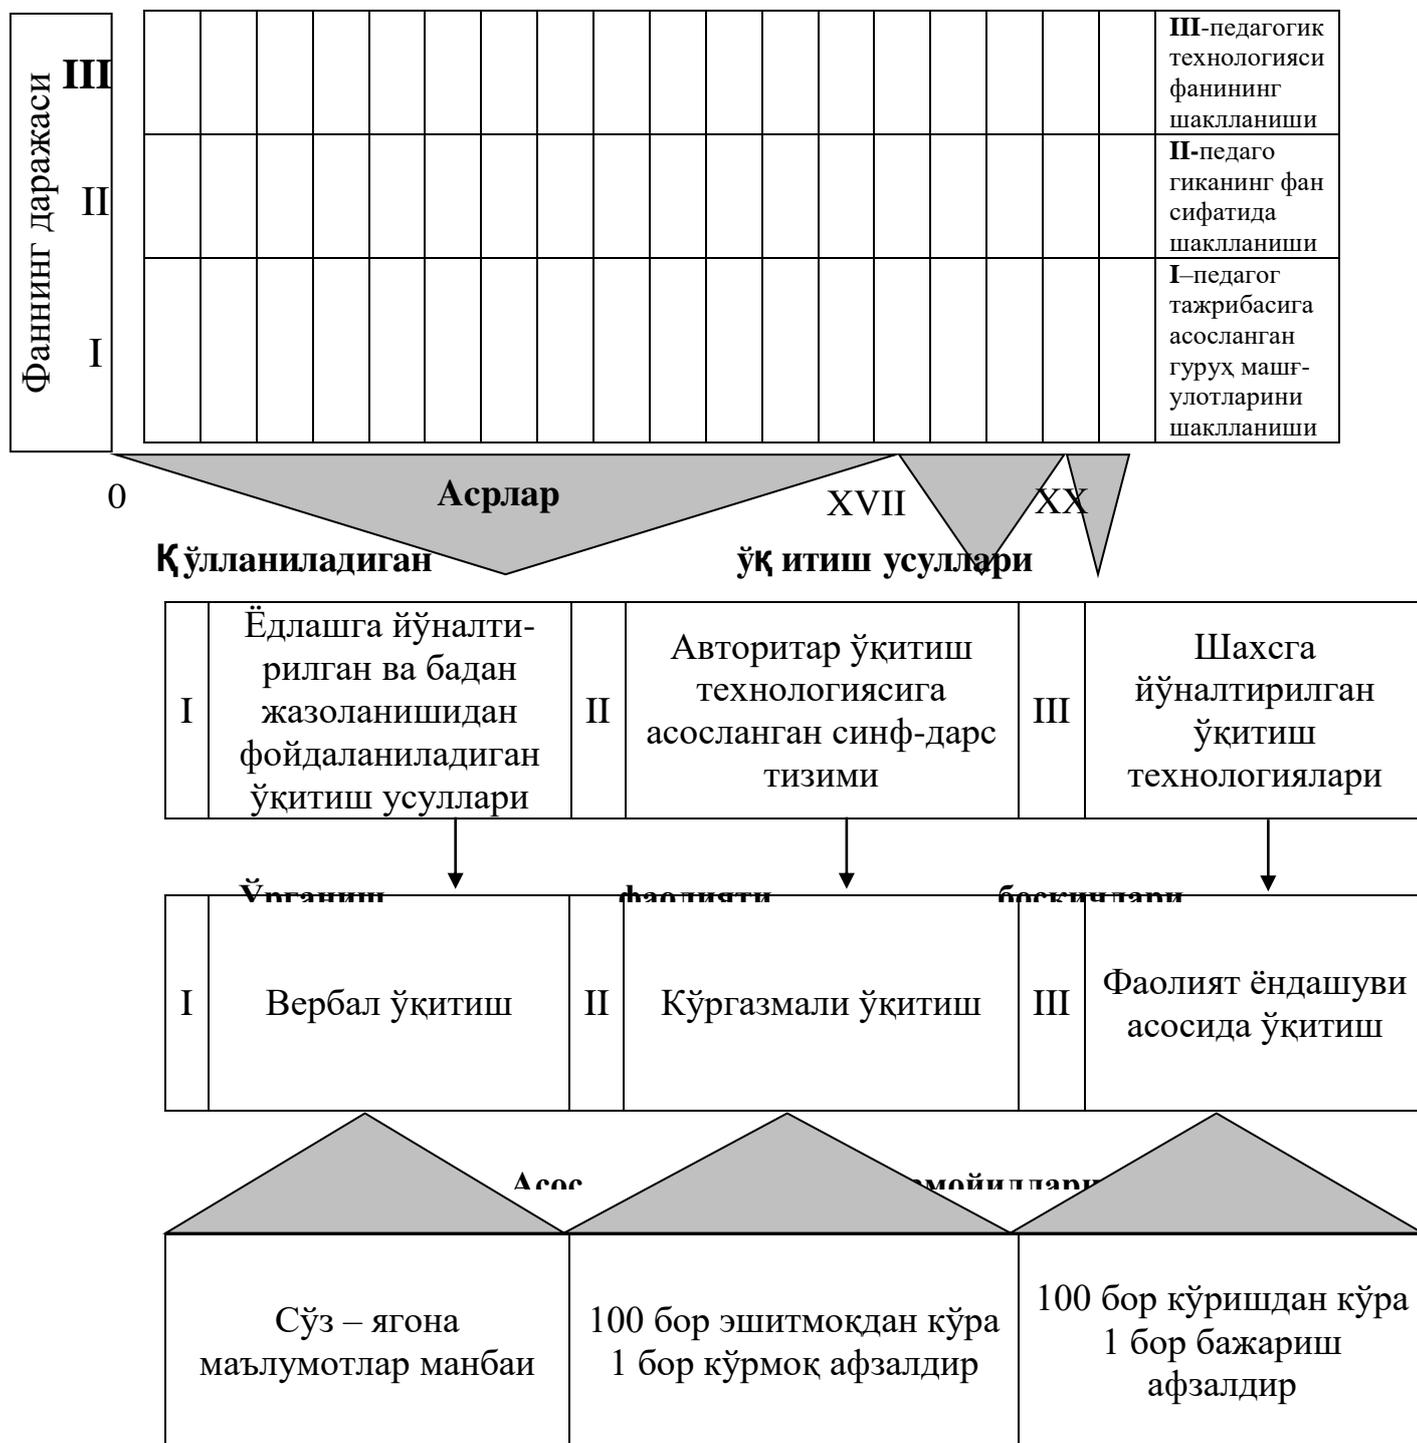 Фаннинг даражаси
III
II
I
III-педагогик
технологияси
фанининг
шаклланиши
II-педаго
гиканинг фан
сифатида
шаклланиши
I–педагог
тажрибасига
асосланган
гуруҳ машғ-
улотларини
шаклланиши
0
Асрлар
XVII
XX
Қўлланиладиган ўқ итиш усуллари
I
Ёдлашга йўналти-
рилган ва бадан
жазоланишидан
фойдаланиладиган
ўқитиш усуллари
II
Авторитар ўқитиш
технологиясига
асосланган синф-дарс
тизими
III
Шахсга
йўналтирилган
ўқитиш
технологиялари
Ўрганиш фаолияти босқичлари
I
Вербал ўқитиш
II
Кўргазмали ўқитиш
III
Фаолият ёндашуви
асосида ўқитиш
Асос
Сўз – ягона
маълумотлар манбаи
100 бор эшитмоқдан кўра
1 бор кўрмоқ афзалдир
100 бор кўришдан кўра
1 бор бажариш
афзалдир